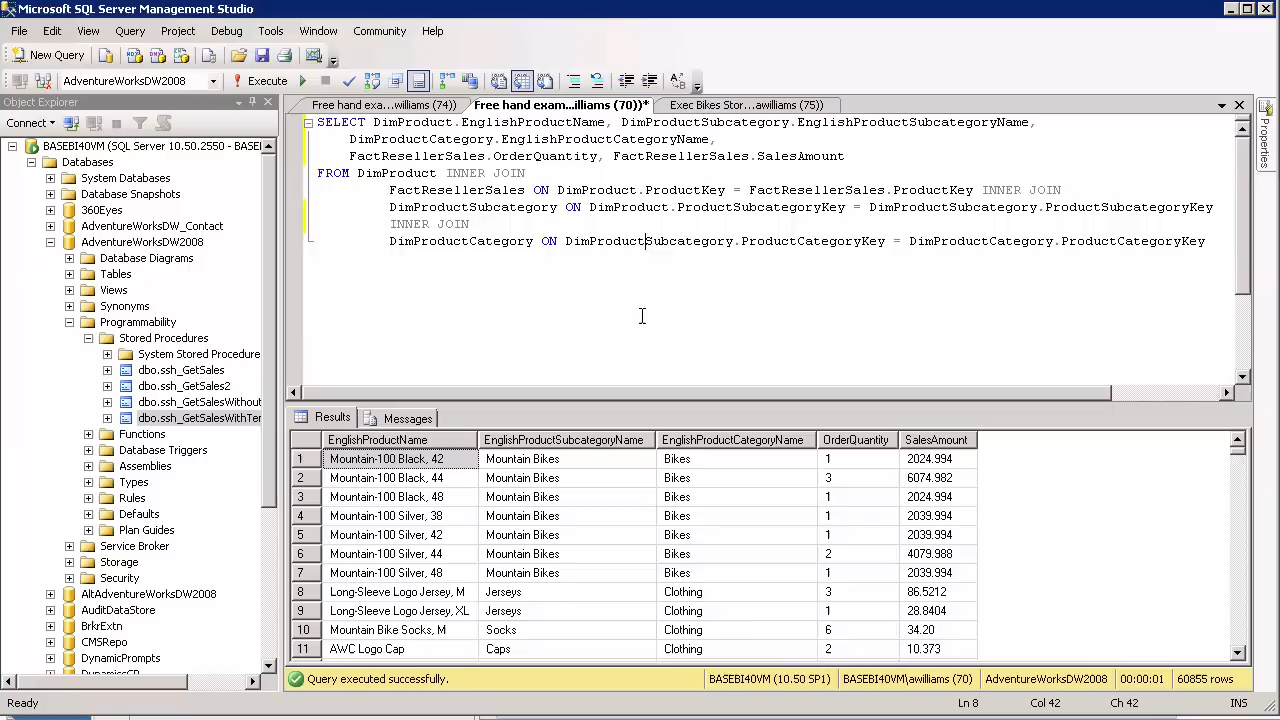 Microsoft SQL Server Management Studio
File Edit View Query Project Debug Tools Window Community Help
New Query
AdventureWorksDW2008 Execute
Object Explorer
Free hand exa...williams (74)) Free hand exam...illiams (70))* Exec Bikes Stor...awilliams (75))
Properties
Connect
BASEBI40VM (SQL Server 10.50.2550 - BASEI
Databases
System Databases
Database Snapshots
360Eyes
AdventureWorksDW_Contact
AdventureWorksDW2008
Database Diagrams
Tables
Views
Synonyms
Programmability
Stored Procedures
System Stored Procedure
dbo.ssh_GetSales
dbo.ssh_GetSales2
dbo.ssh_GetSalesWithout
dbo.ssh_GetSalesWithTer
Functions
Database Triggers
Assemblies
Types
Rules
Defaults
Plan Guides
Service Broker
Storage
Security
AltAdventureWorksDW2008
AuditDataStore
BrkrExtn
CMSRepo
DynamicPrompts
SELECT DimProduct.EnglishProductName, DimProductSubcategory.EnglishProductSubcategoryName,
DimProductCategory.EnglishProductCategoryName,
FactResellerSales.OrderQuantity, FactResellerSales.SalesAmount
FROM DimProduct INNER JOIN
FactResellerSales ON DimProduct.ProductKey = FactResellerSales.ProductKey INNER JOIN
DimProductSubcategory ON DimProduct.ProductSubcategoryKey = DimProductSubcategory.ProductSubcategoryKey
INNER JOIN
DimProductCategory ON DimProductSubcategory.ProductCategoryKey = DimProductCategory.ProductCategoryKey
Results Messages
EnglishProductName EnglishProductSubcategoryName EnglishProductCategoryName OrderQuantity SalesAmount
1 Mountain-100 Black, 42 Mountain Bikes Bikes 1 2024.994
2 Mountain-100 Black, 44 Mountain Bikes Bikes 3 6074.982
3 Mountain-100 Black, 48 Mountain Bikes Bikes 1 2024.994
4 Mountain-100 Silver, 38 Mountain Bikes Bikes 1 2039.994
5 Mountain-100 Silver, 42 Mountain Bikes Bikes 1 2039.994
6 Mountain-100 Silver, 44 Mountain Bikes Bikes 2 4079.988
7 Mountain-100 Silver, 48 Mountain Bikes Bikes 1 2039.994
8 Long-Sleeve Logo Jersey, M Jerseys Clothing 3 86.5212
9 Long-Sleeve Logo Jersey, XL Jerseys Clothing 1 28.8404
10 Mountain Bike Socks, M Socks Clothing 6 34.20
11 AWC Logo Cap Caps Clothing 2 10.373
Query executed successfully. BASEBI40VM (10.50 SP1) BASEBI40VM\awilliams (70) AdventureWorksDW2008 00:00:01 60855 rows
Ready Ln 8 Col 42 Ch 42 INS